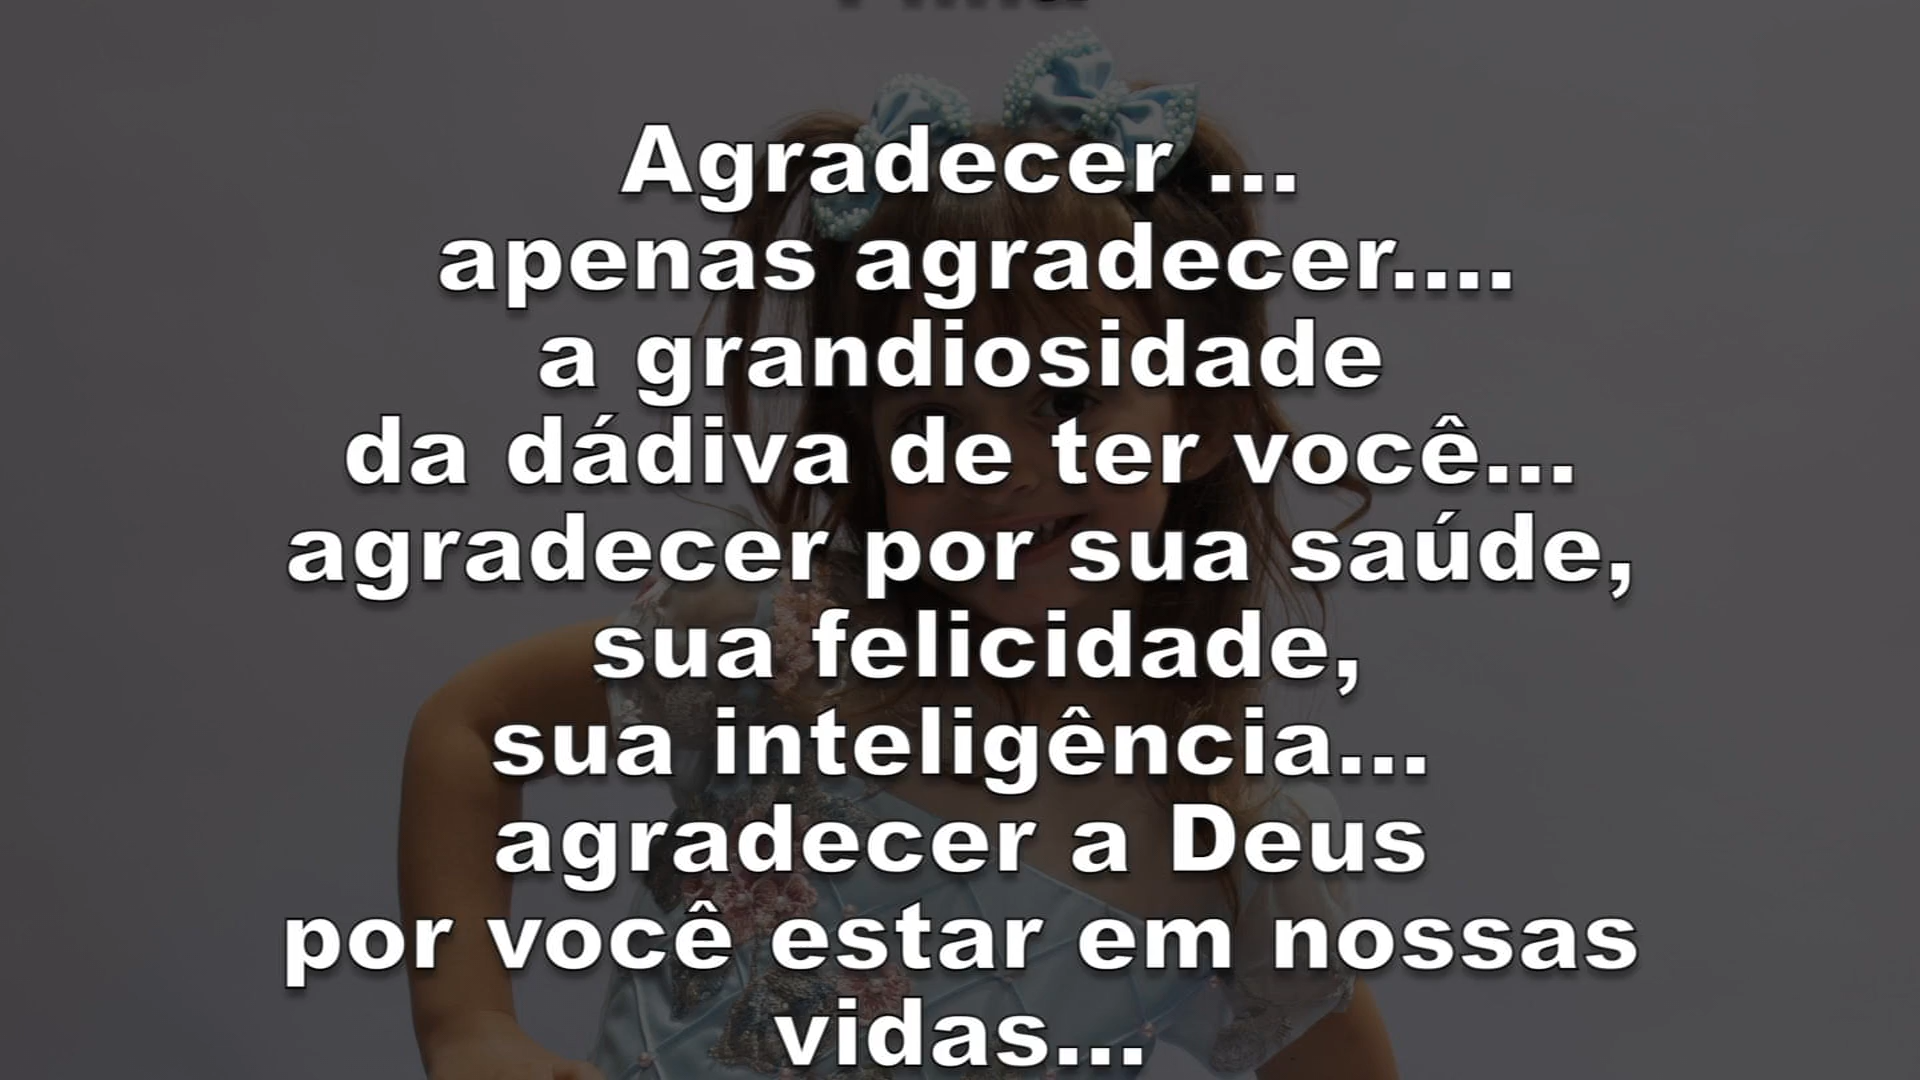 Agradecer ...
apenas agradecer....
a grandiosidade
da dádiva de ter você...
agradecer por sua saúde,
sua felicidade,
sua inteligência...
agradecer a Deus
por você estar em nossas
vidas...